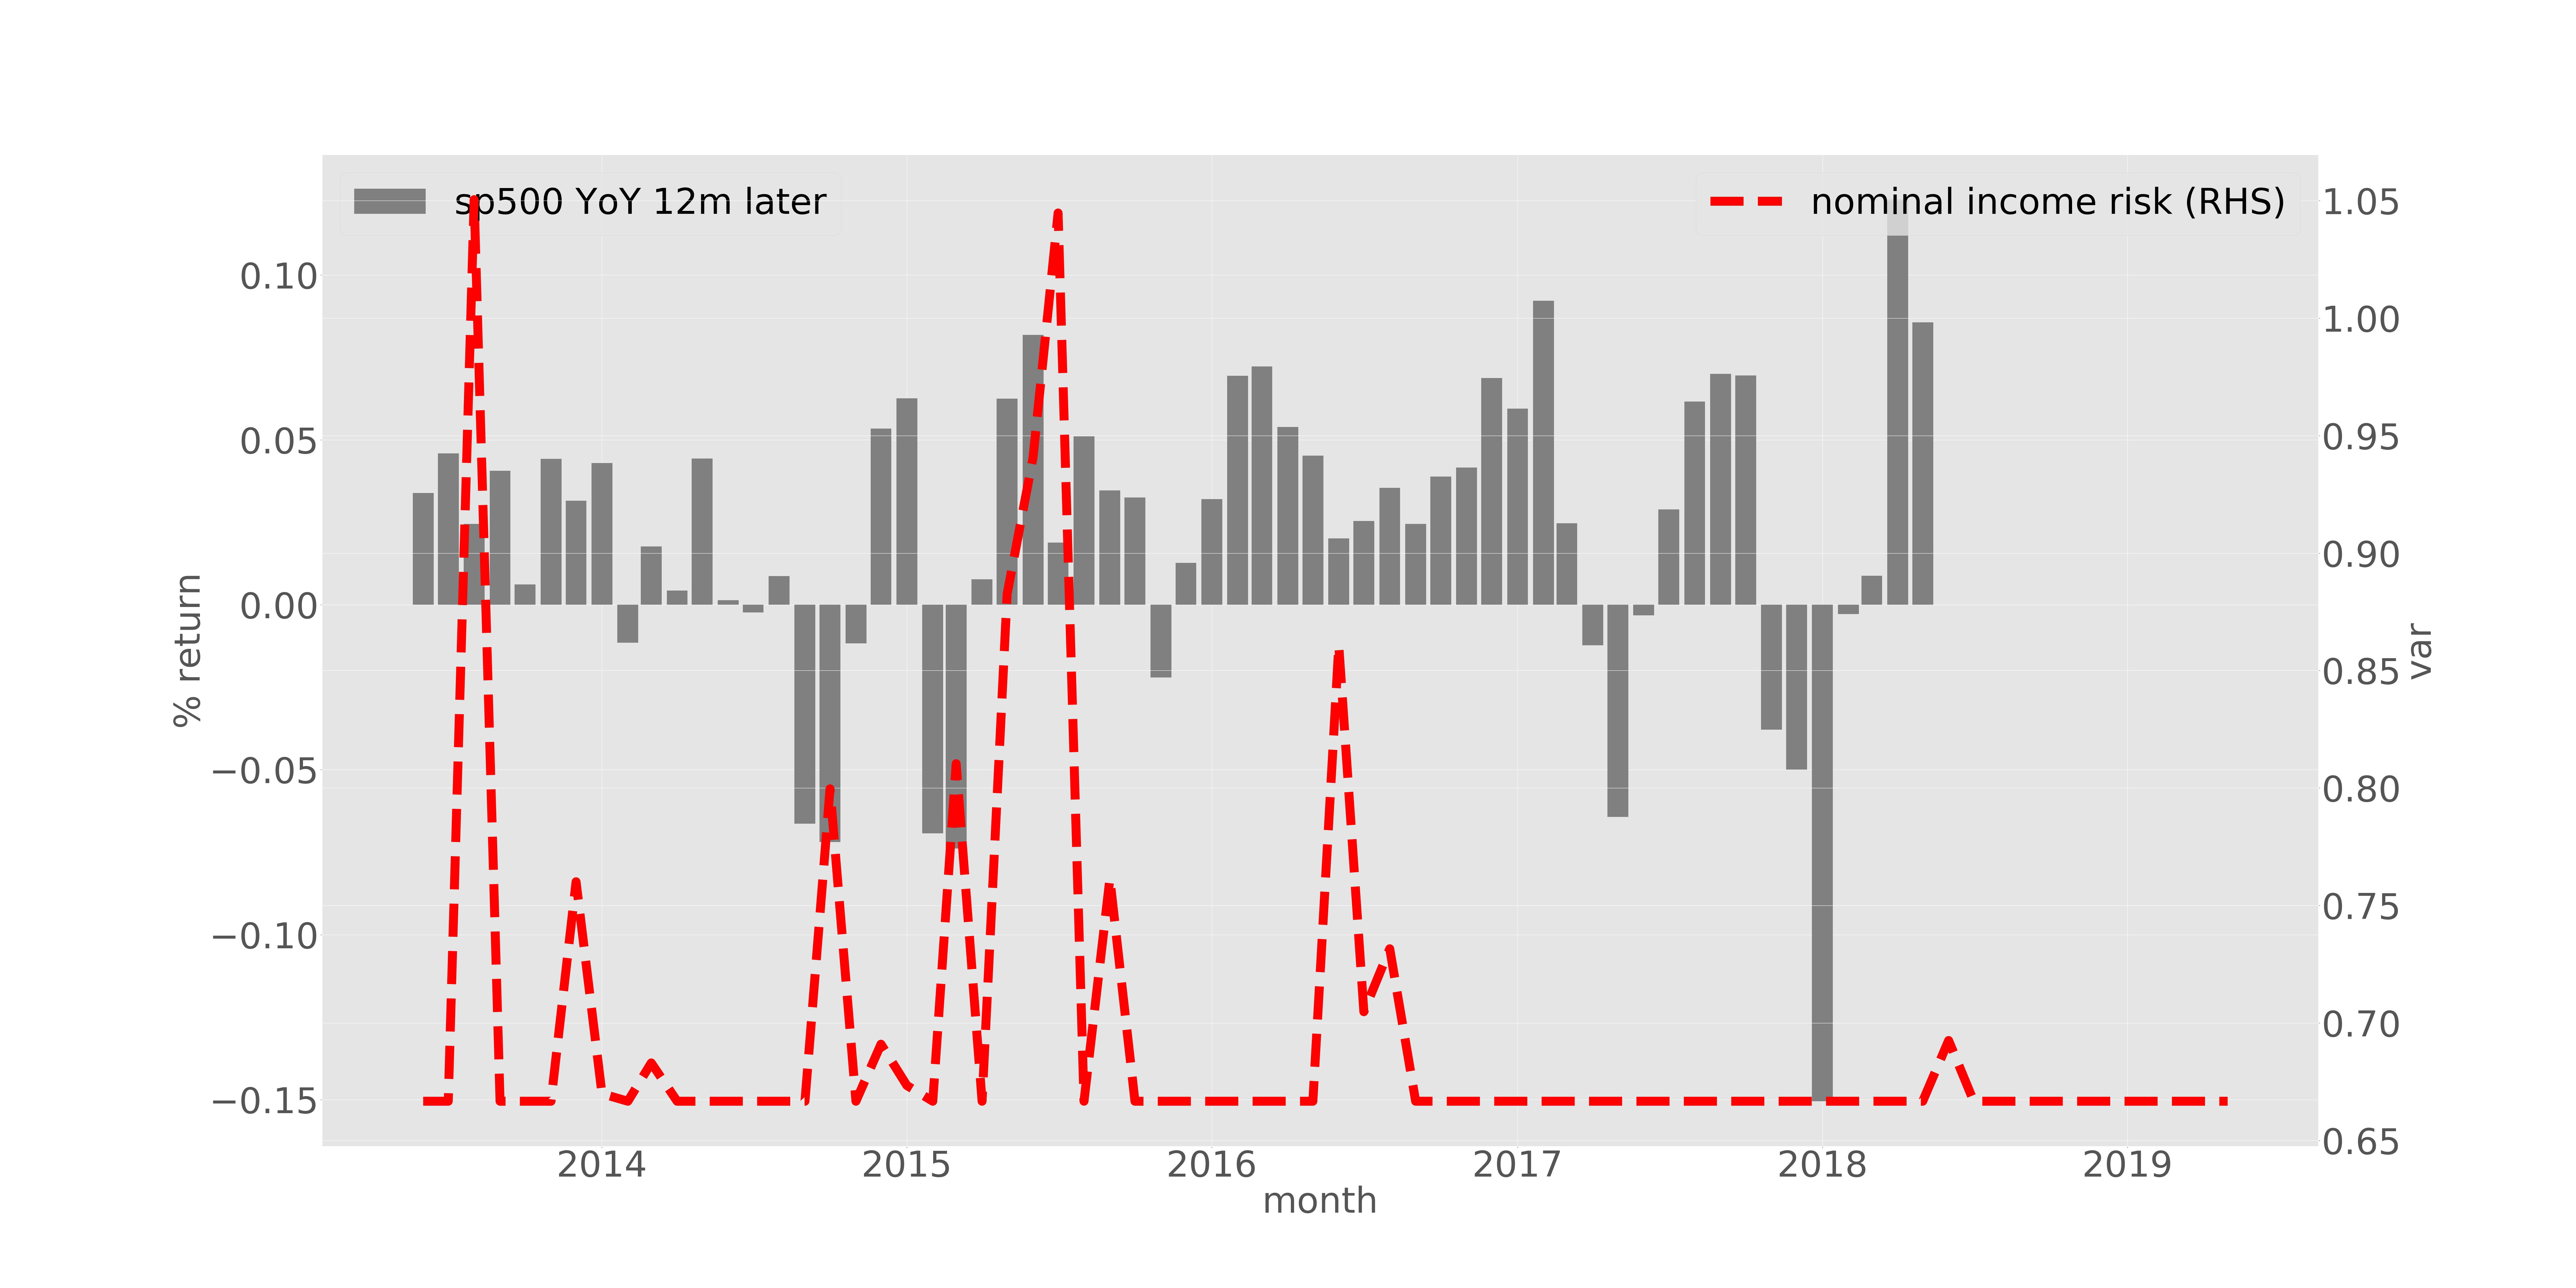 sp500 YoY 12m later
nominal income risk (RHS)
0.10
0.05
0.00
−0.05
−0.10
−0.15
% return
1.05
1.00
0.95
0.90
0.85
0.80
0.75
0.70
0.65
var
2014 2015 2016 2017 2018 2019
month